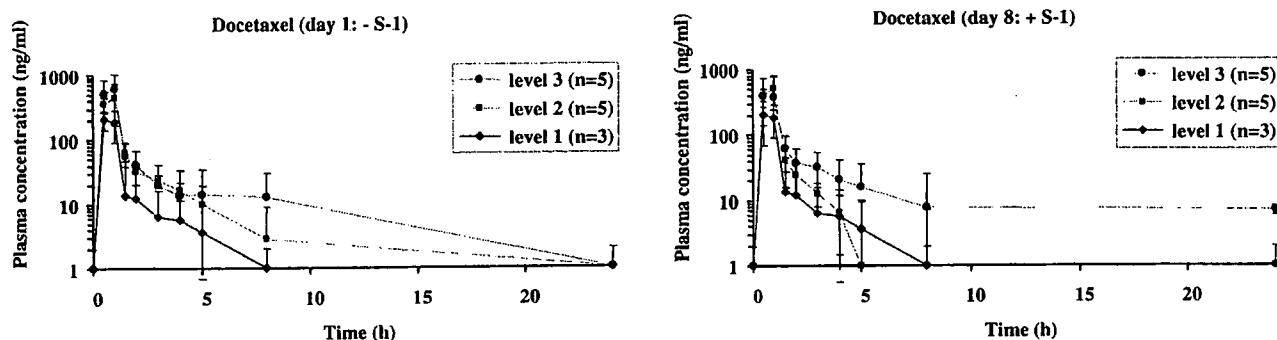 Docetaxel (day 1: - S-1)
Plasma concentration (ng/ml)
1000
100
10
1
level 3 (n=5)
level 2 (n=5)
level 1 (n=3)
0 5 10 15 20
Time (h)
Docetaxel (day 8: + S-1)
Plasma concentration (ng/ml)
1000
100
10
1
level 3 (n=5)
level 2 (n=5)
level 1 (n=3)
0 5 10 15 20
Time (h)